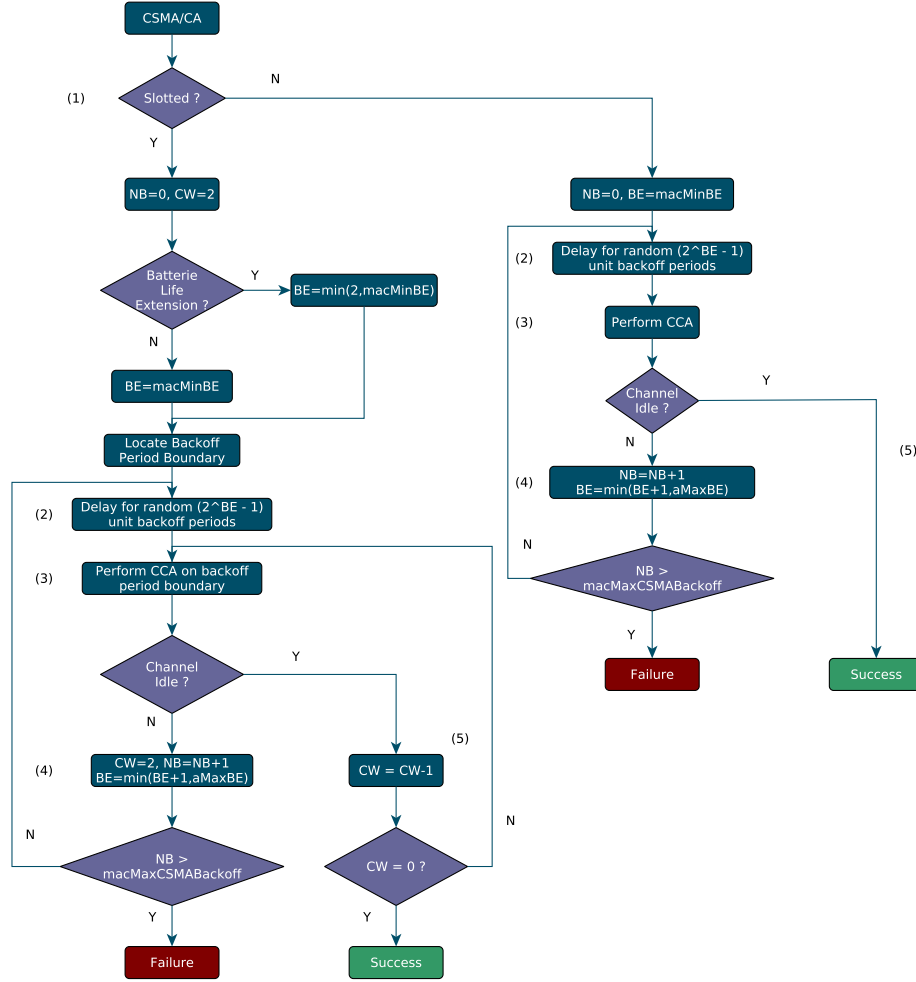 CSMA/CA
N
(1)
Slotted ?
Y
NB=0, CW=2
Batterie
Life
Extension ?
Y
BE=min(2,macMinBE)
N
BE=macMinBE
Locate Backoff
Period Boundary
(2)
Delay for random (2^BE - 1)
unit backoff periods
(3)
Perform CCA on backoff
period boundary
Channel
Idle ?
Y
N
(4)
CW=2, NB=NB+1
BE=min(BE+1,aMaxBE)
(5)
CW = CW-1
N
NB >
macMaxCSMABackoff
Y
Failure
CW = 0 ?
N
Y
Success
NB=0, BE=macMinBE
(2)
Delay for random (2^BE - 1)
unit backoff periods
(3)
Perform CCA
Channel
Idle ?
Y
N
(5)
(4)
NB=NB+1
BE=min(BE+1,aMaxBE)
N
NB >
macMaxCSMABackoff
Y
Failure
Success